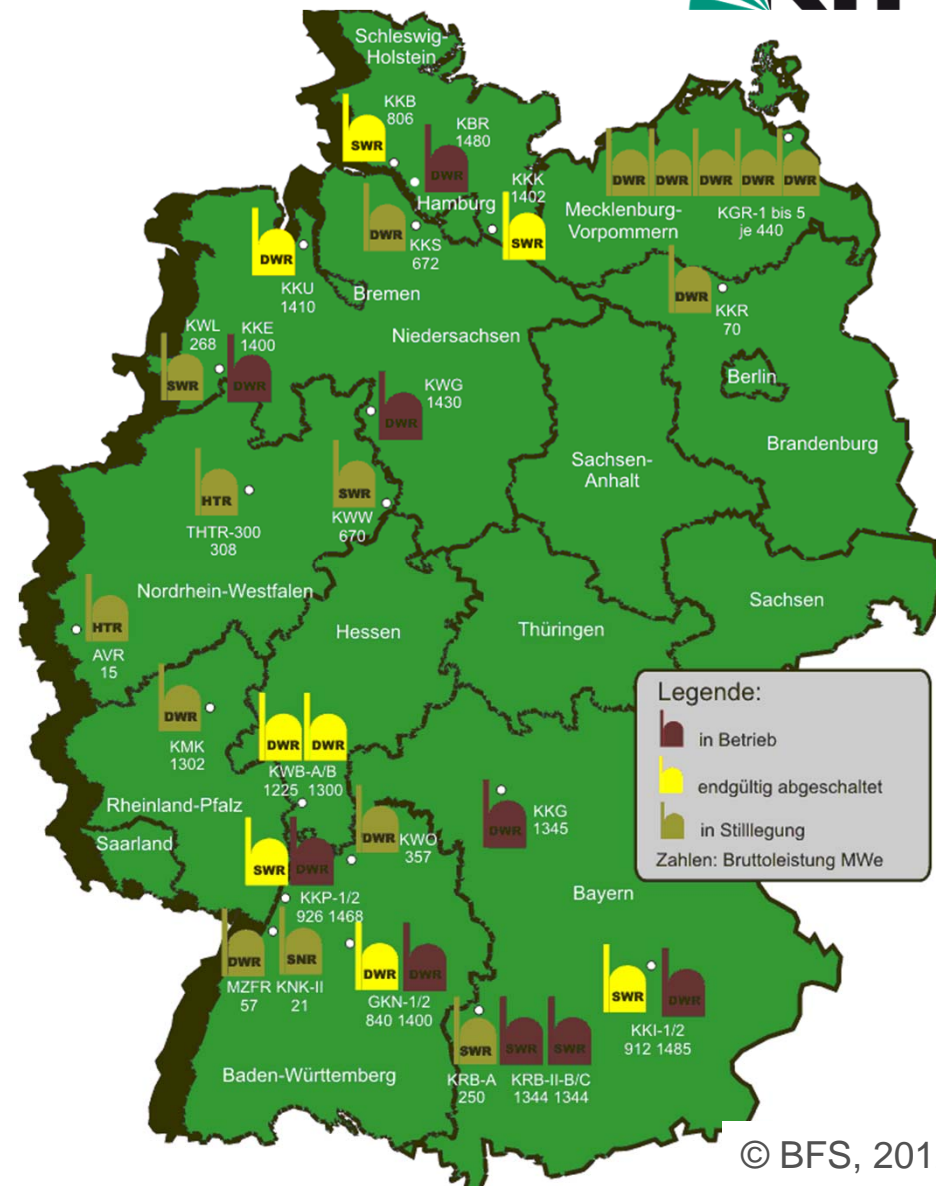 Schleswig-
Holstein
KKB
806
SWR
KBR
1480
DWR
KKK
1402
SWR
Hamburg
DWR
KKS
672
DWR DWR DWR DWR DWR
Mecklenburg-
Vorpommern
KGR-1 bis 5
je 440
DWR
KKU
1410
Bremen
DWR
KKR
70
Niedersachsen
KWL
268
SWR
KKE
1400
DWR
KWG
1430
DWR
Berlin
Brandenburg
Sachsen-
Anhalt
HTR
THTR-300
308
SWR
KWW
670
Nordrhein-Westfalen
HTR
AVR
15
Hessen
Thüringen
Sachsen
DWR
KMK
1302
DWR DWR
KWB-A/B
1225 1300
Legende:
in Betrieb
endgültig abgeschaltet
in Stilllegung
Zahlen: Bruttoleistung MWe
Rheinland-Pfalz
Saarland
DWR
KWO
357
DWR
KKG
1345
SWR DWR
KKP-1/2
926 1468
Bayern
DWR SNR
MZFR KNK-II
57 21
DWR DWR
GKN-1/2
840 1400
SWR DWR
KKI-1/2
912 1485
SWR SWR SWR
KRB-A KRB-II-B/C
250 1344 1344
Baden-Württemberg
© BFS, 201